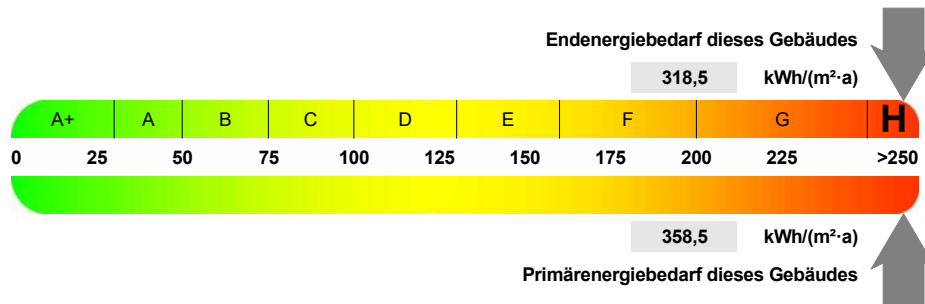 Endenergiebedarf dieses Gebäudes
318,5 kWh/(m²·a)
A+ A B C D E F G H
0 25 50 75 100 125 150 175 200 225 >250
358,5 kWh/(m²·a)
Primärenergiebedarf dieses Gebäudes